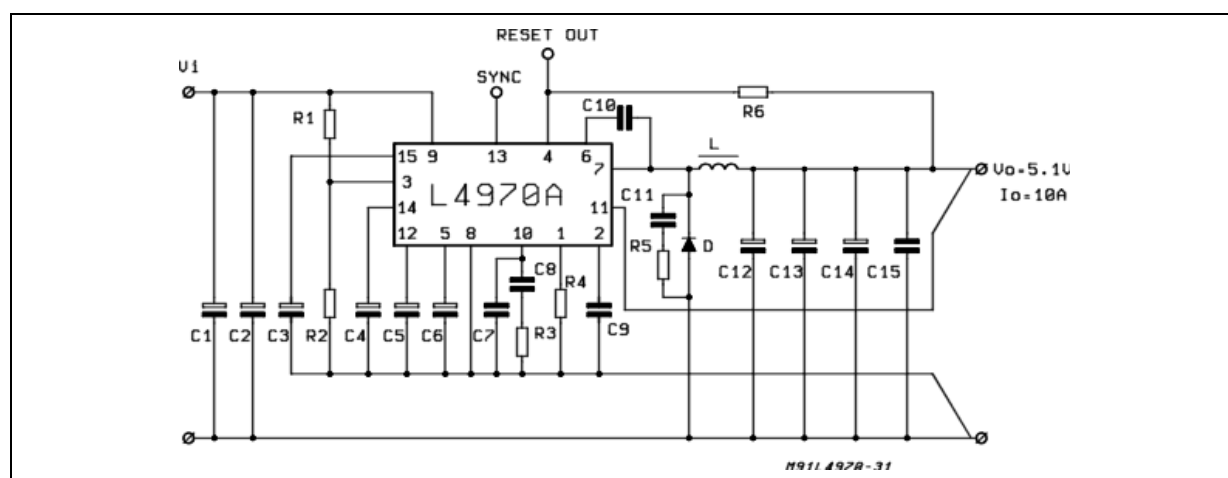 RESET OUT
Vi
SYNC
C10
R6
R1
L
15 9 13 4 6
7
Vo=5.1V
3
L4970A
C11
Io=10A
14
11
12 5 8 10 1 2
R5
D
C8
C12 C13 C14 C15
R4
C1 C2 C3 R2 C4 C5 C6 C7 R3 C9
M91L4970-31